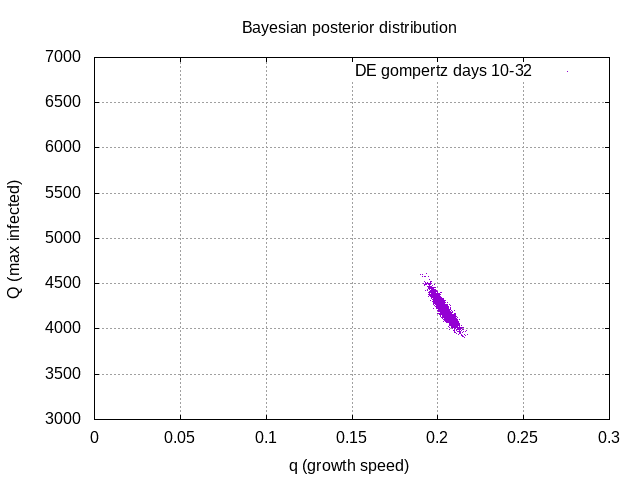 Bayesian posterior distribution
DE gompertz days 10-32
7000
6500
6000
5500
5000
4500
4000
3500
3000
Q (max infected)
0 0.05 0.1 0.15 0.2 0.25 0.3
q (growth speed)